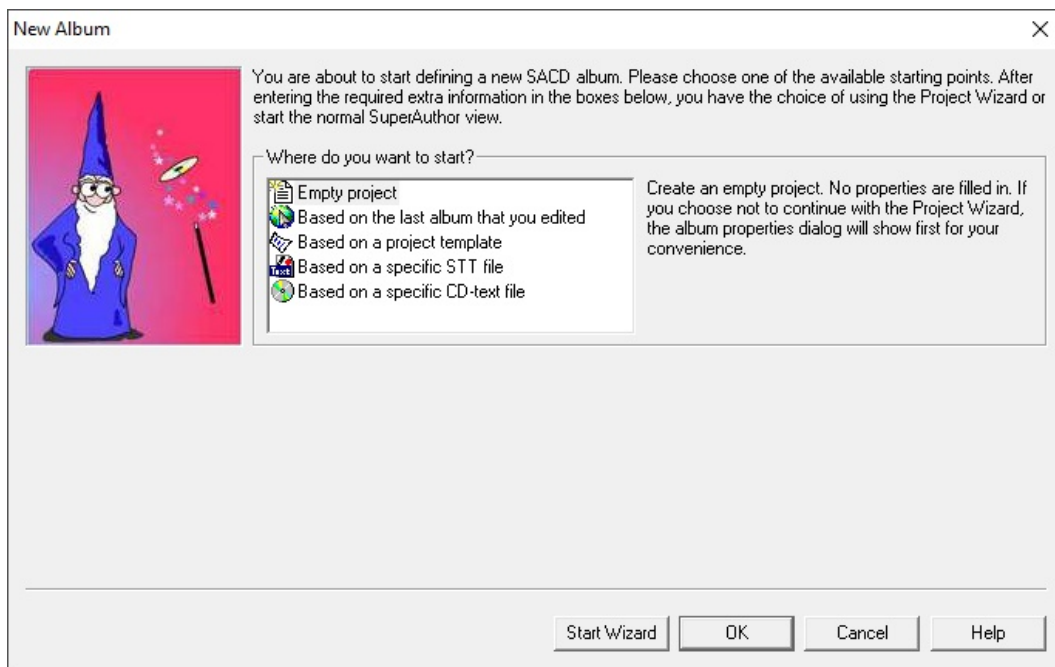 New Album
You are about to start defining a new SACD album. Please choose one of the available starting points. After
entering the required extra information in the boxes below, you have the choice of using the Project Wizard or
start the normal SuperAuthor view.
Where do you want to start?
Empty project
Based on the last album that you edited
Based on a project template
Based on a specific STT file
Based on a specific CD-text file
Create an empty project. No properties are filled in. If
you choose not to continue with the Project Wizard,
the album properties dialog will show first for your
convenience.
Text
Start Wizard
OK
Cancel
Help